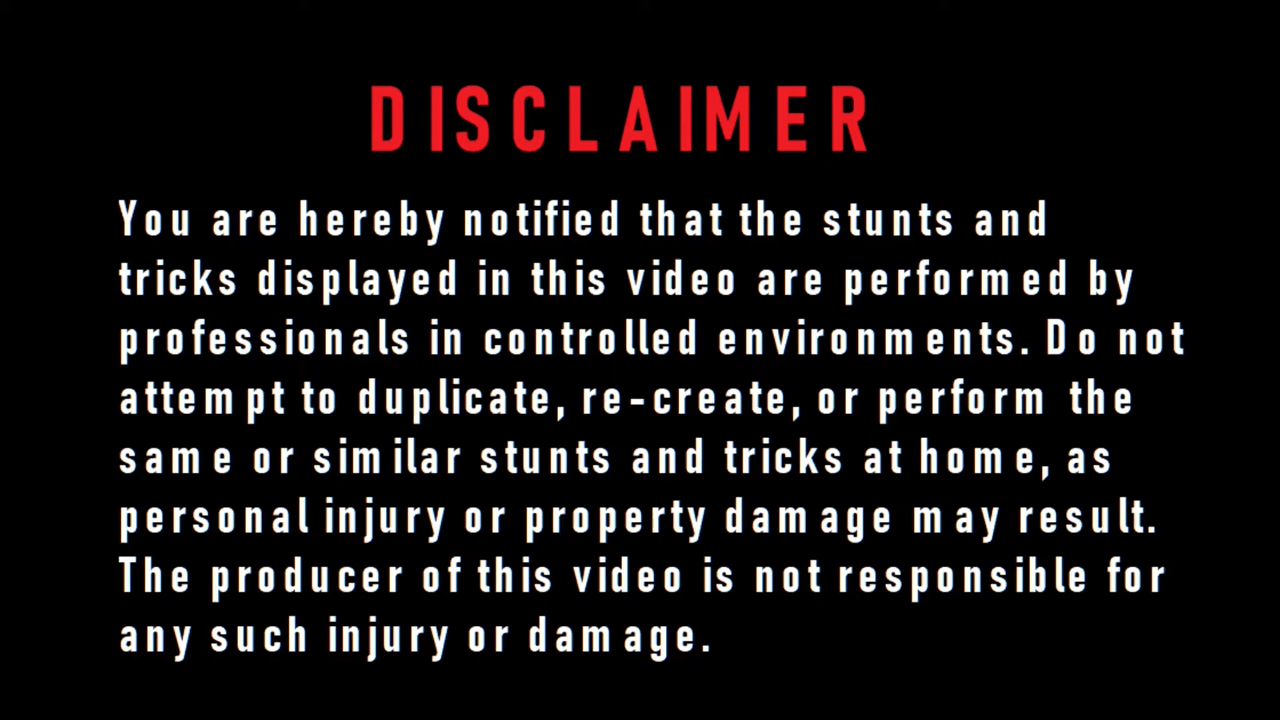 DISCLAIMER
You are hereby notified that the stunts and
tricks displayed in this video are performed by
professionals in controlled environments. Do not
attempt to duplicate, re-create, or perform the
same or similar stunts and tricks at home, as
personal injury or property damage may result.
The producer of this video is not responsible for
any such injury or damage.